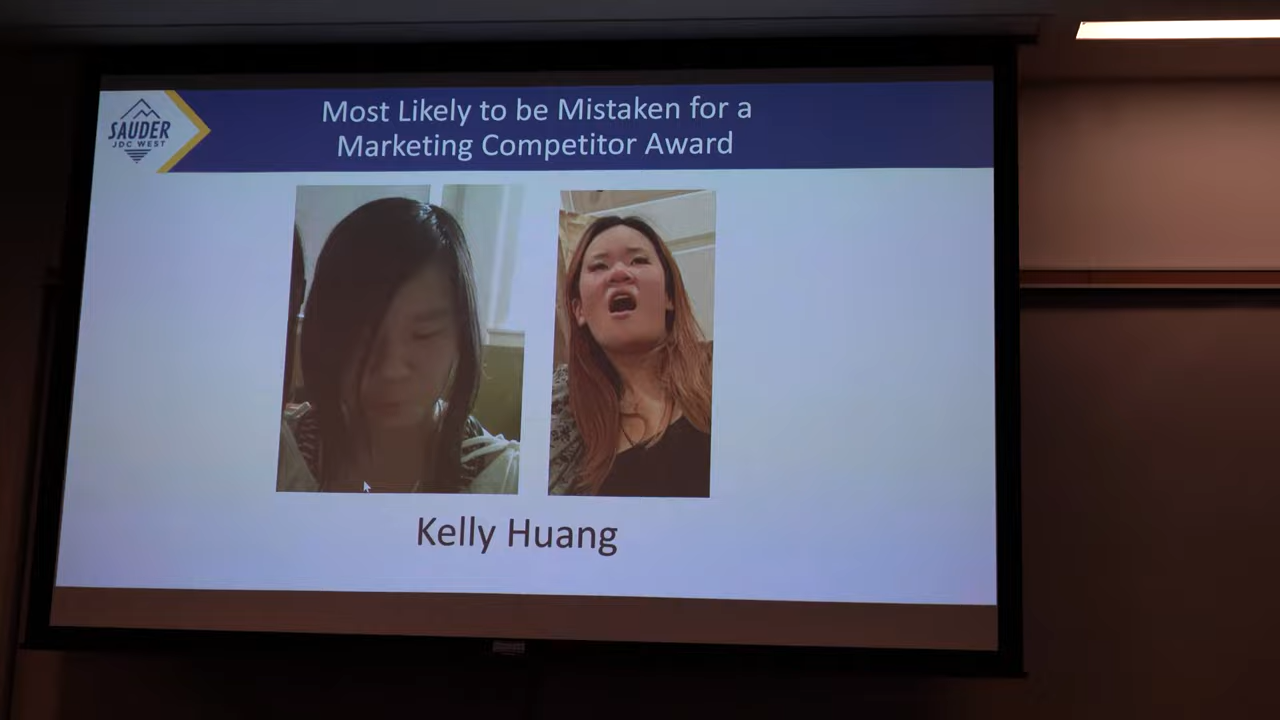 SAUDER
JDC WEST
Most Likely to be Mistaken for a
Marketing Competitor Award
Kelly Huang